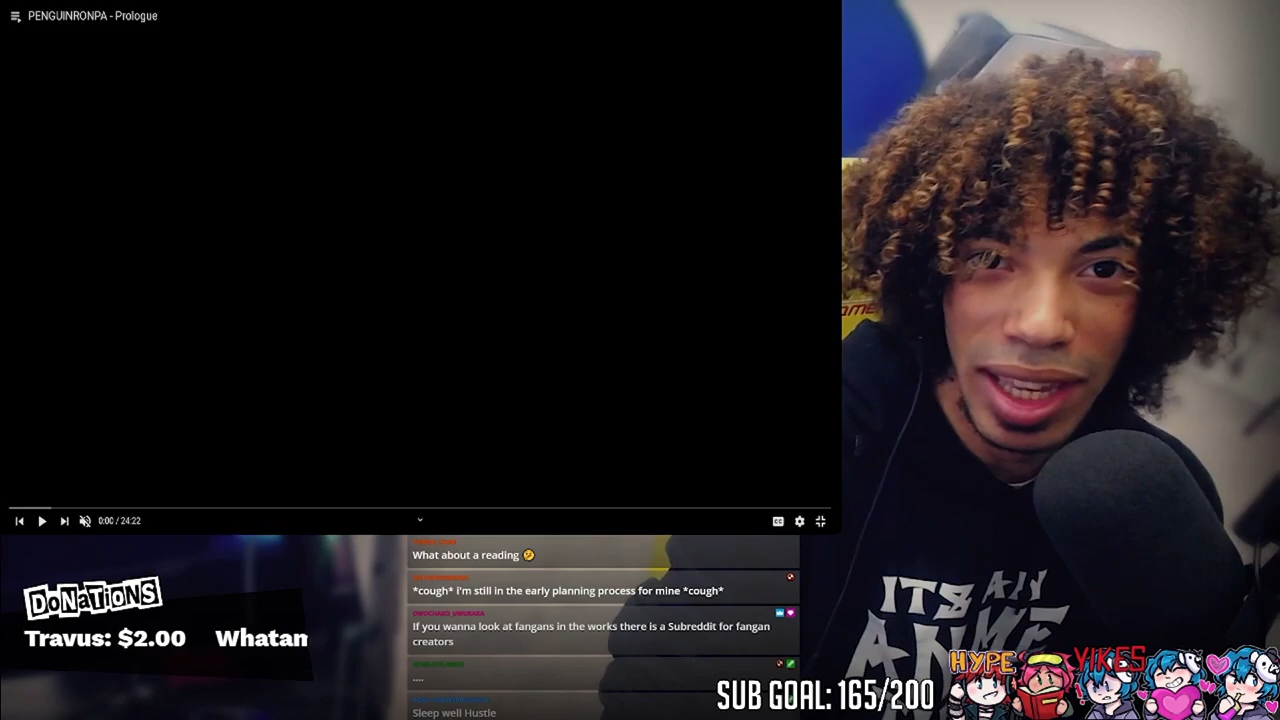 PENGUINRONPA - Prologue
0:00 / 24:22
CC
What about a reading
*cough* i'm still in the early planning process for mine *cough*
If you wanna look at fangans in the works there is a Subreddit for fangan
creators
....
Sleep well Hustle
DONATIONS
Travus: $2.00 Whatan
ITS AN
ANIME
SUB GOAL: 165/200
HYPE
YIKES